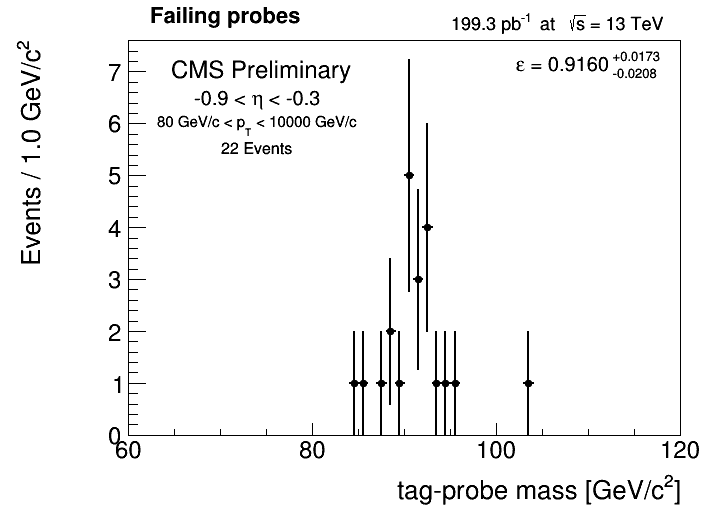 Failing probes
199.3 pb⁻¹ at √s = 13 TeV
CMS Preliminary
-0.9 < η < -0.3
80 GeV/c < p_T < 10000 GeV/c
22 Events
ε = 0.9160 +0.0173 -0.0208
Events / 1.0 GeV/c²
7
6
5
4
3
2
1
0
60 80 100 120
tag-probe mass [GeV/c²]